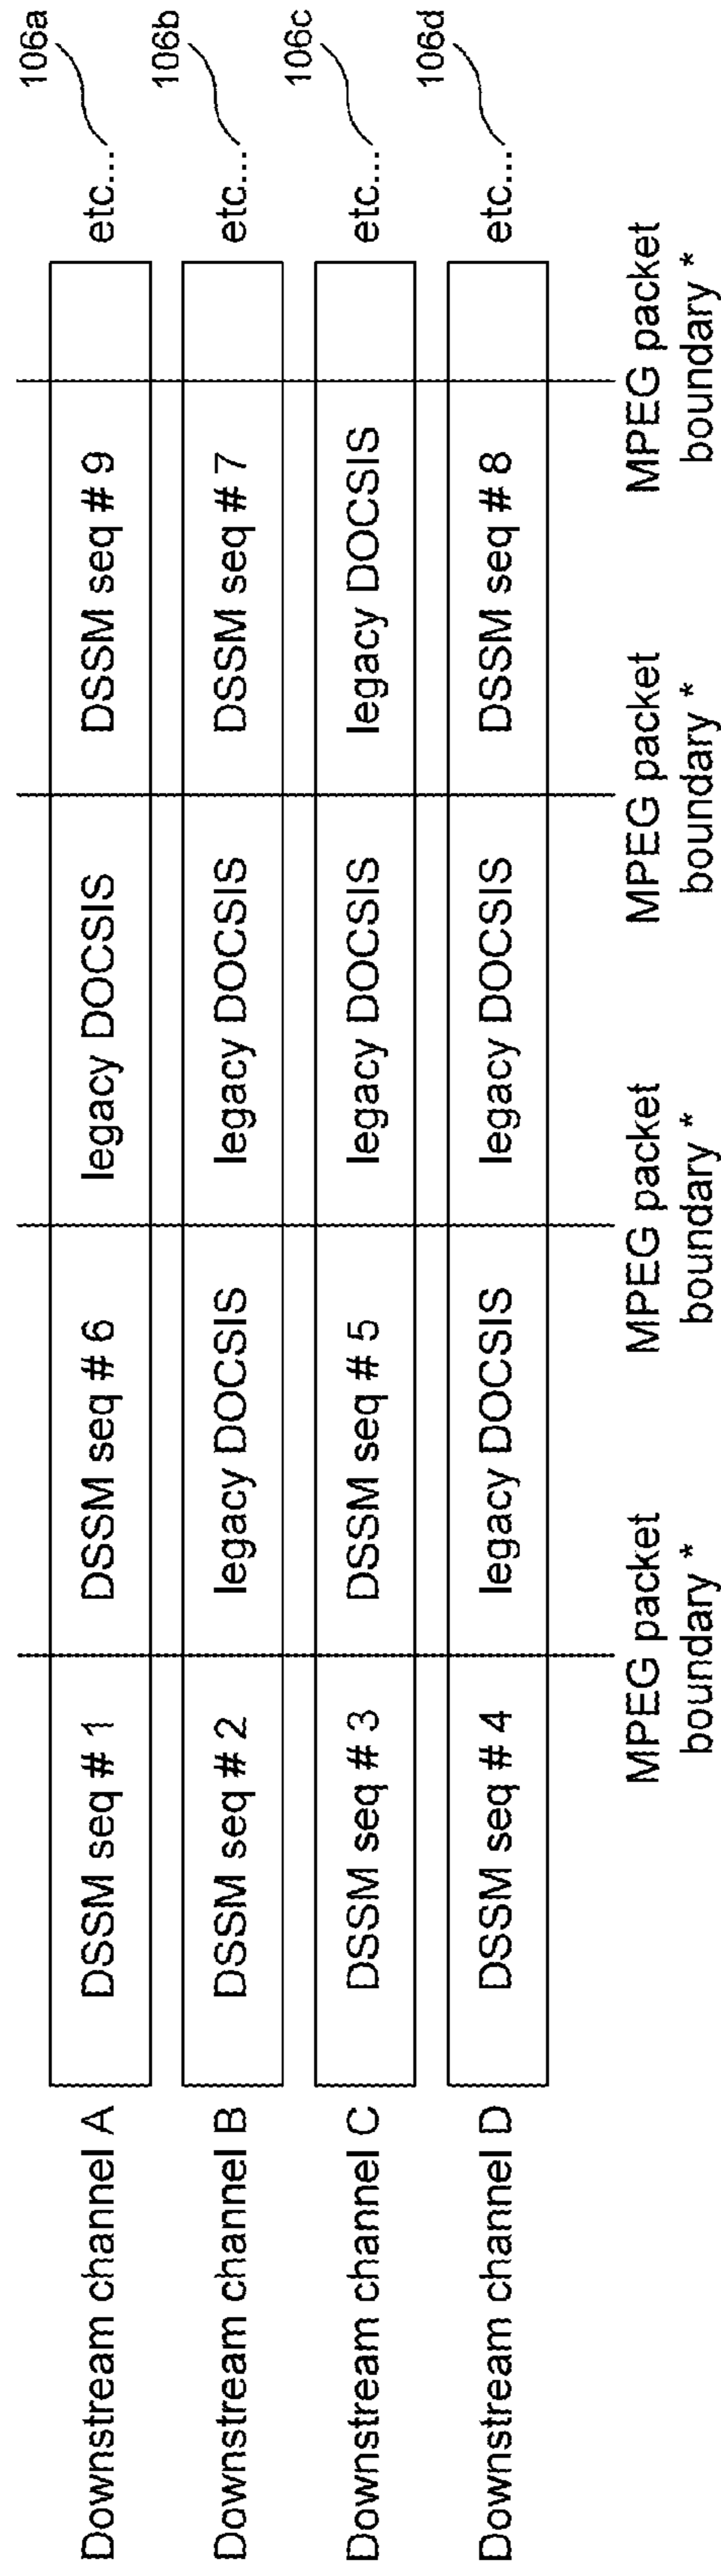 Downstream channel A
DSSM seq # 1
DSSM seq # 6
legacy DOCSIS
DSSM seq # 9
etc...
106a
Downstream channel B
DSSM seq # 2
legacy DOCSIS
legacy DOCSIS
DSSM seq # 7
etc...
106b
Downstream channel C
DSSM seq # 3
DSSM seq # 5
legacy DOCSIS
legacy DOCSIS
etc...
106c
Downstream channel D
DSSM seq # 4
legacy DOCSIS
legacy DOCSIS
DSSM seq # 8
etc...
106d
MPEG packet
boundary *
MPEG packet
boundary *
MPEG packet
boundary *
MPEG packet
boundary *